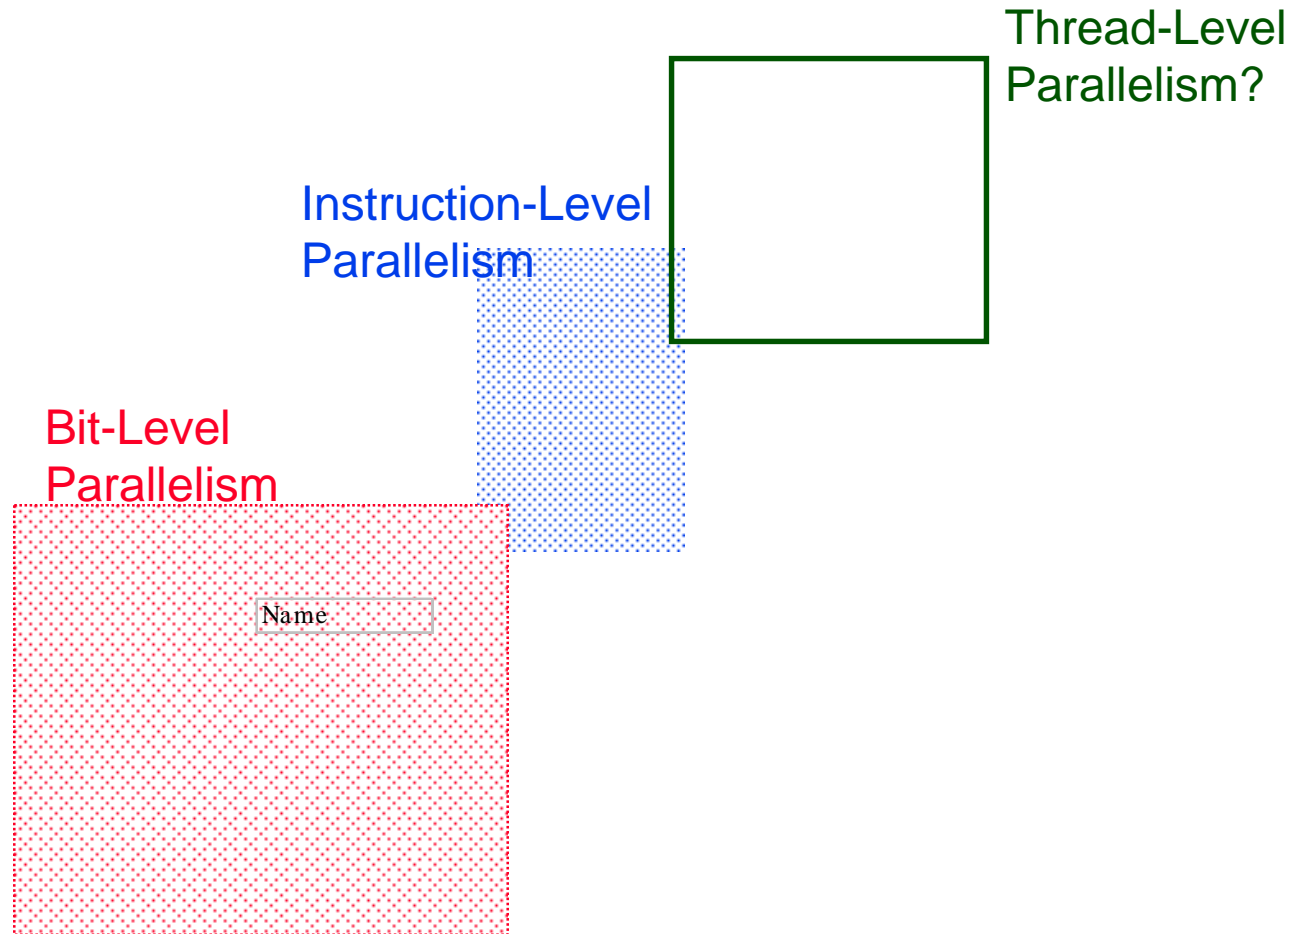 Thread-Level
Parallelism?
Instruction-Level
Parallelism
Bit-Level
Parallelism
Name